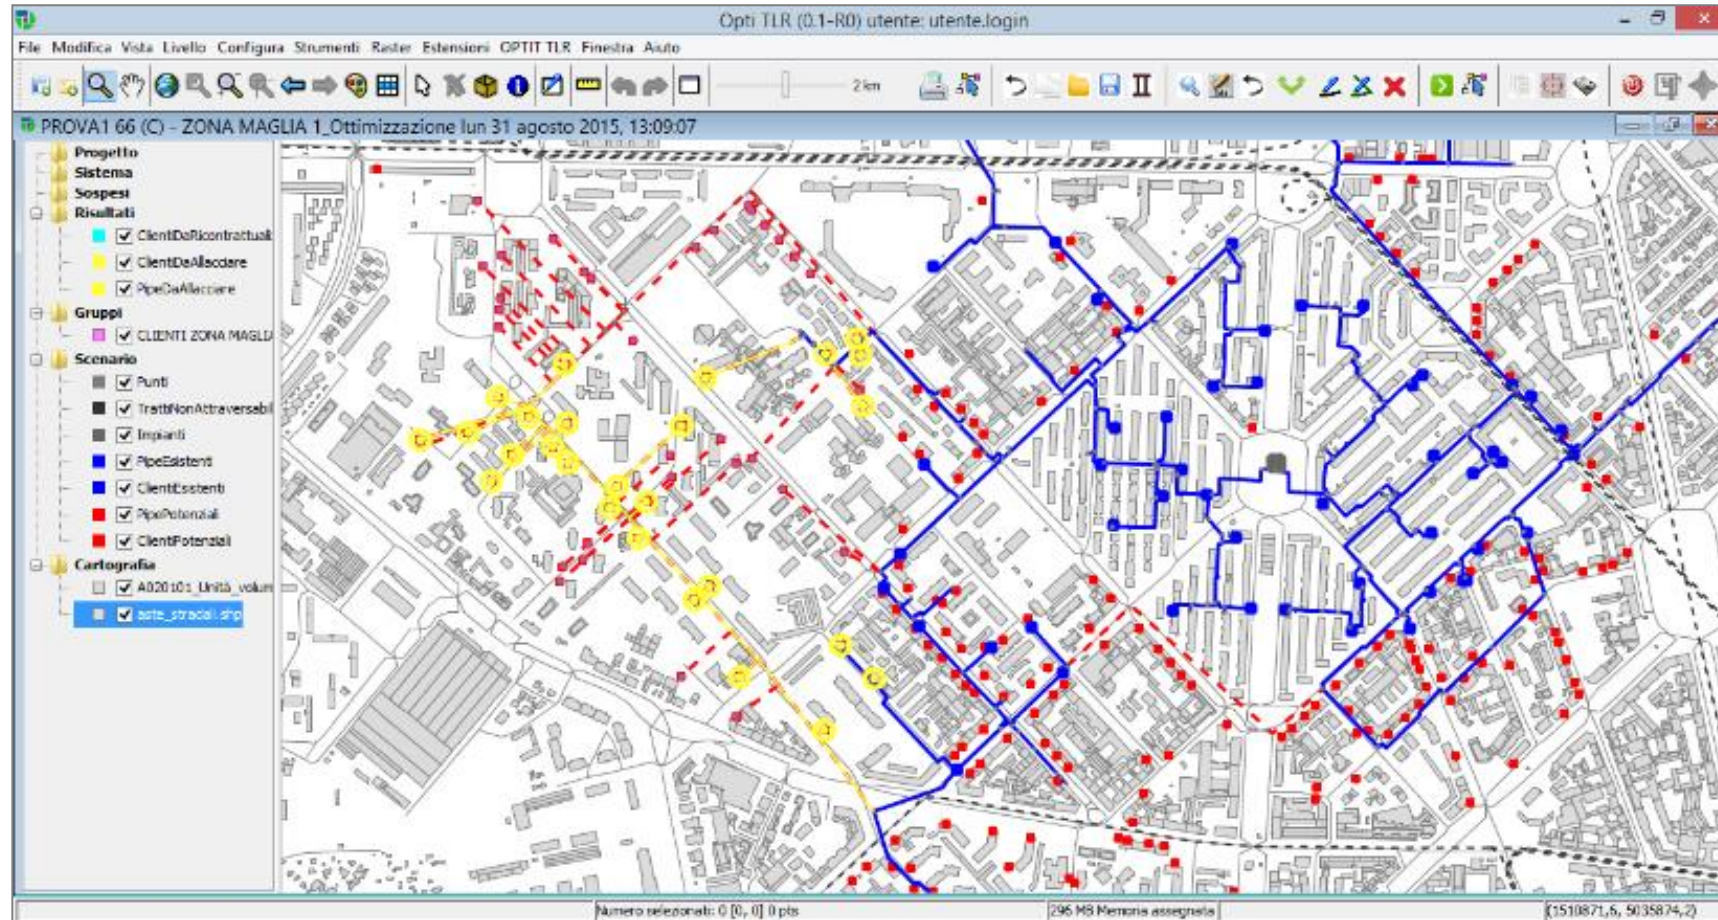 Opti TLR (0.1-R0) utente: utente.login
File Modifica Vista Livello Configura Strumenti Raster Estensioni OPTIT TLR Finestra Aiuto
2 km
PROVA1 66 (C) - ZONA MAGLIA 1_Ottimizzazione lun 31 agosto 2015, 13:09:07
Progetto
Sistema
Sospesi
Risultati
ClientiDaRicontrattuali
ClientiDaAllacciare
PipeDaAllacciare
Gruppi
CLIENTI ZONA MAGLI
Scenario
Punti
TrattiNonAttraversabil
Impianti
PipeEsistenti
ClientiEsistenti
PipePotenziali
ClientiPotenziali
Cartografia
A020101_Unità_volum
aste_stradali.shp
Numero selezionati: 0 [0, 0] 0 pts
296 MB Memoria assegnata
(1510871,6, 5035874,2)